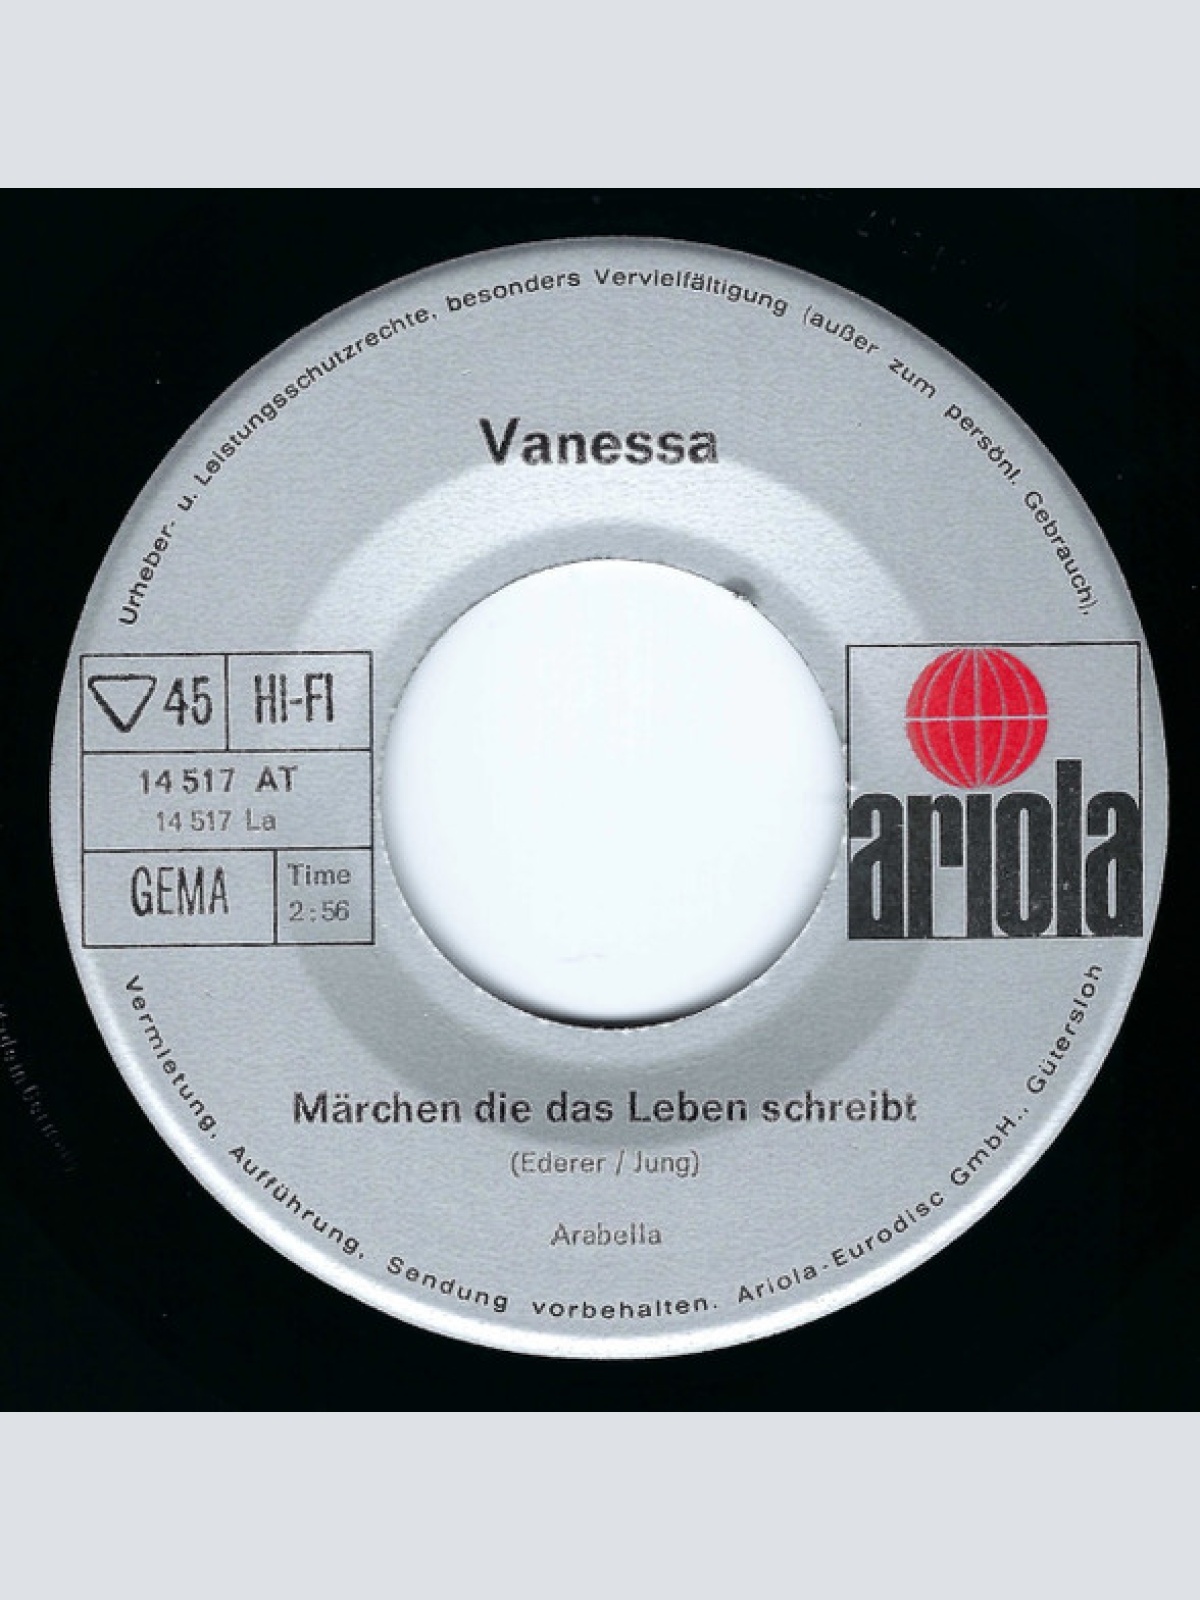 Urheber- u. Leistungsschutzrechte, besonders Vervielfältigung (außer zum persönl. Gebrauch),
Vanessa
45 HI-FI
14 517 AT
14 517 La
GEMA
Time
2:56
ariola
Märchen die das Leben schreibt
(Ederer / Jung)
Arabella
Vermietung, Aufführung, Sendung vorbehalten. Ariola-Eurodisc GmbH., Gütersloh